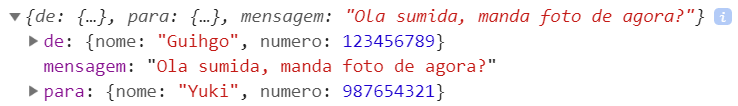 ▼{de: {…}, para: {…}, mensagem: "Ola sumida, manda foto de agora?"} i
▶de: {nome: "Guihgo", numero: 123456789}
mensagem: "Ola sumida, manda foto de agora?"
▶para: {nome: "Yuki", numero: 987654321}